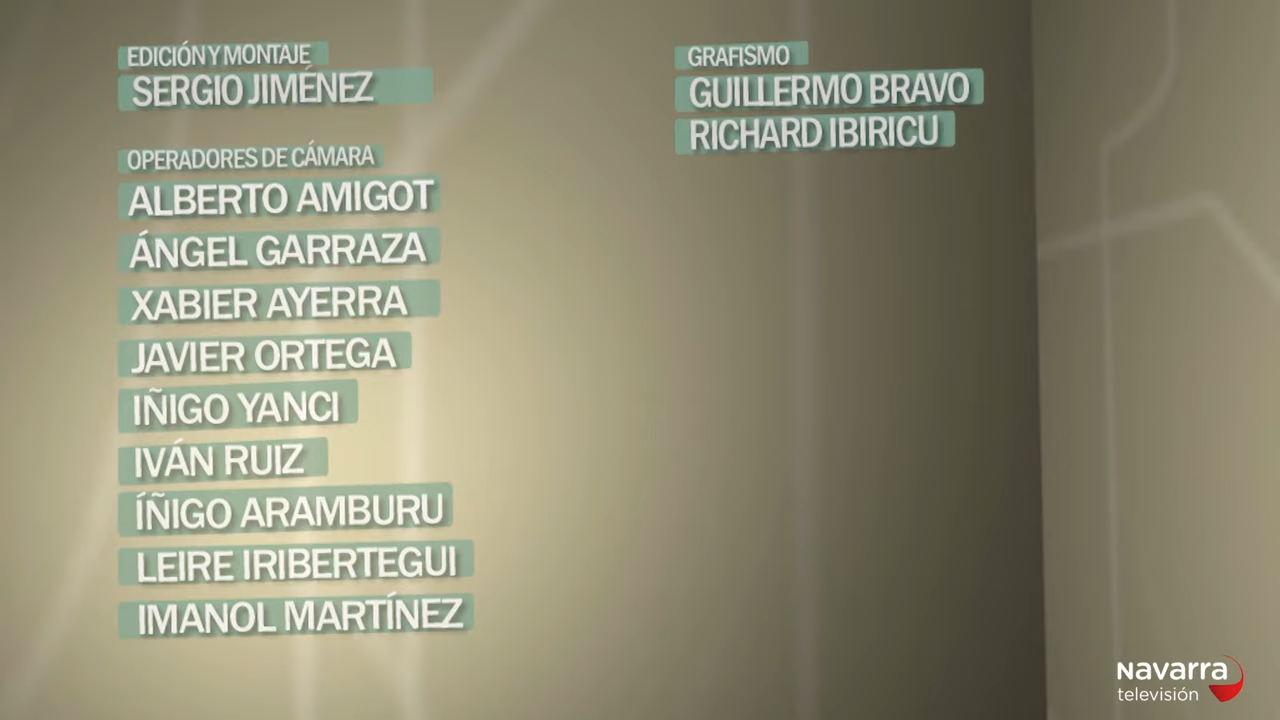 EDICIÓN Y MONTAJE
SERGIO JIMÉNEZ
OPERADORES DE CÁMARA
ALBERTO AMIGOT
ÁNGEL GARRAZA
XABIER AYERRA
JAVIER ORTEGA
IÑIGO YANCI
IVÁN RUIZ
ÍÑIGO ARAMBURU
LEIRE IRIBERTEGUI
IMANOL MARTÍNEZ
GRAFISMO
GUILLERMO BRAVO
RICHARD IBIRICU
Navarra
televisión